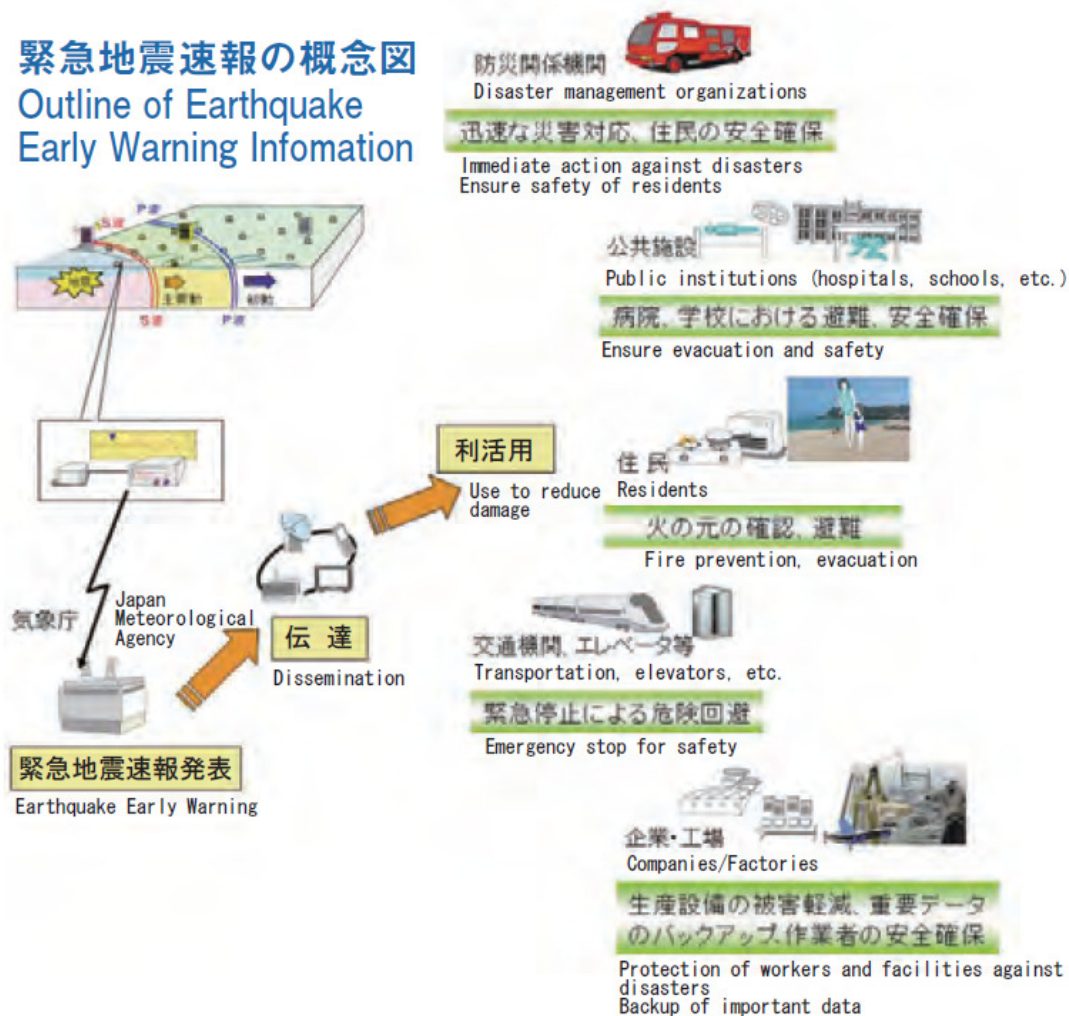 緊急地震速報の概念図
Outline of Earthquake
Early Warning Infomation
S波
P波
地震
主要動
初動
S波
P波
気象庁
Japan
Meteorological
Agency
緊急地震速報発表
Earthquake Early Warning
伝達
Dissemination
利活用
Use to reduce
damage
防災関係機関
Disaster management organizations
迅速な災害対応、住民の安全確保
Immediate action against disasters
Ensure safety of residents
公共施設
Public institutions (hospitals, schools, etc.)
病院、学校における避難、安全確保
Ensure evacuation and safety
住民
Residents
火の元の確認、避難
Fire prevention, evacuation
交通機関、エレベータ等
Transportation, elevators, etc.
緊急停止による危険回避
Emergency stop for safety
企業・工場
Companies/Factories
生産設備の被害軽減、重要データ
のバックアップ、作業者の安全確保
Protection of workers and facilities against
disasters
Backup of important data